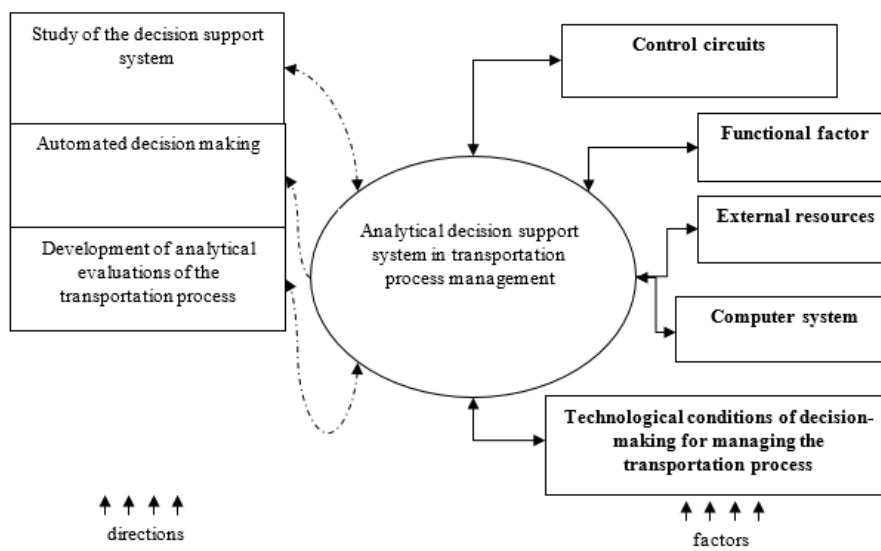 Study of the decision support
system
Automated decision making
Development of analytical
evaluations of the
transportation process
directions
Analytical decision support
system in transportation
process management
Control circuits
Functional factor
External resources
Computer system
Technological conditions of decision-
making for managing the
transportation process
factors